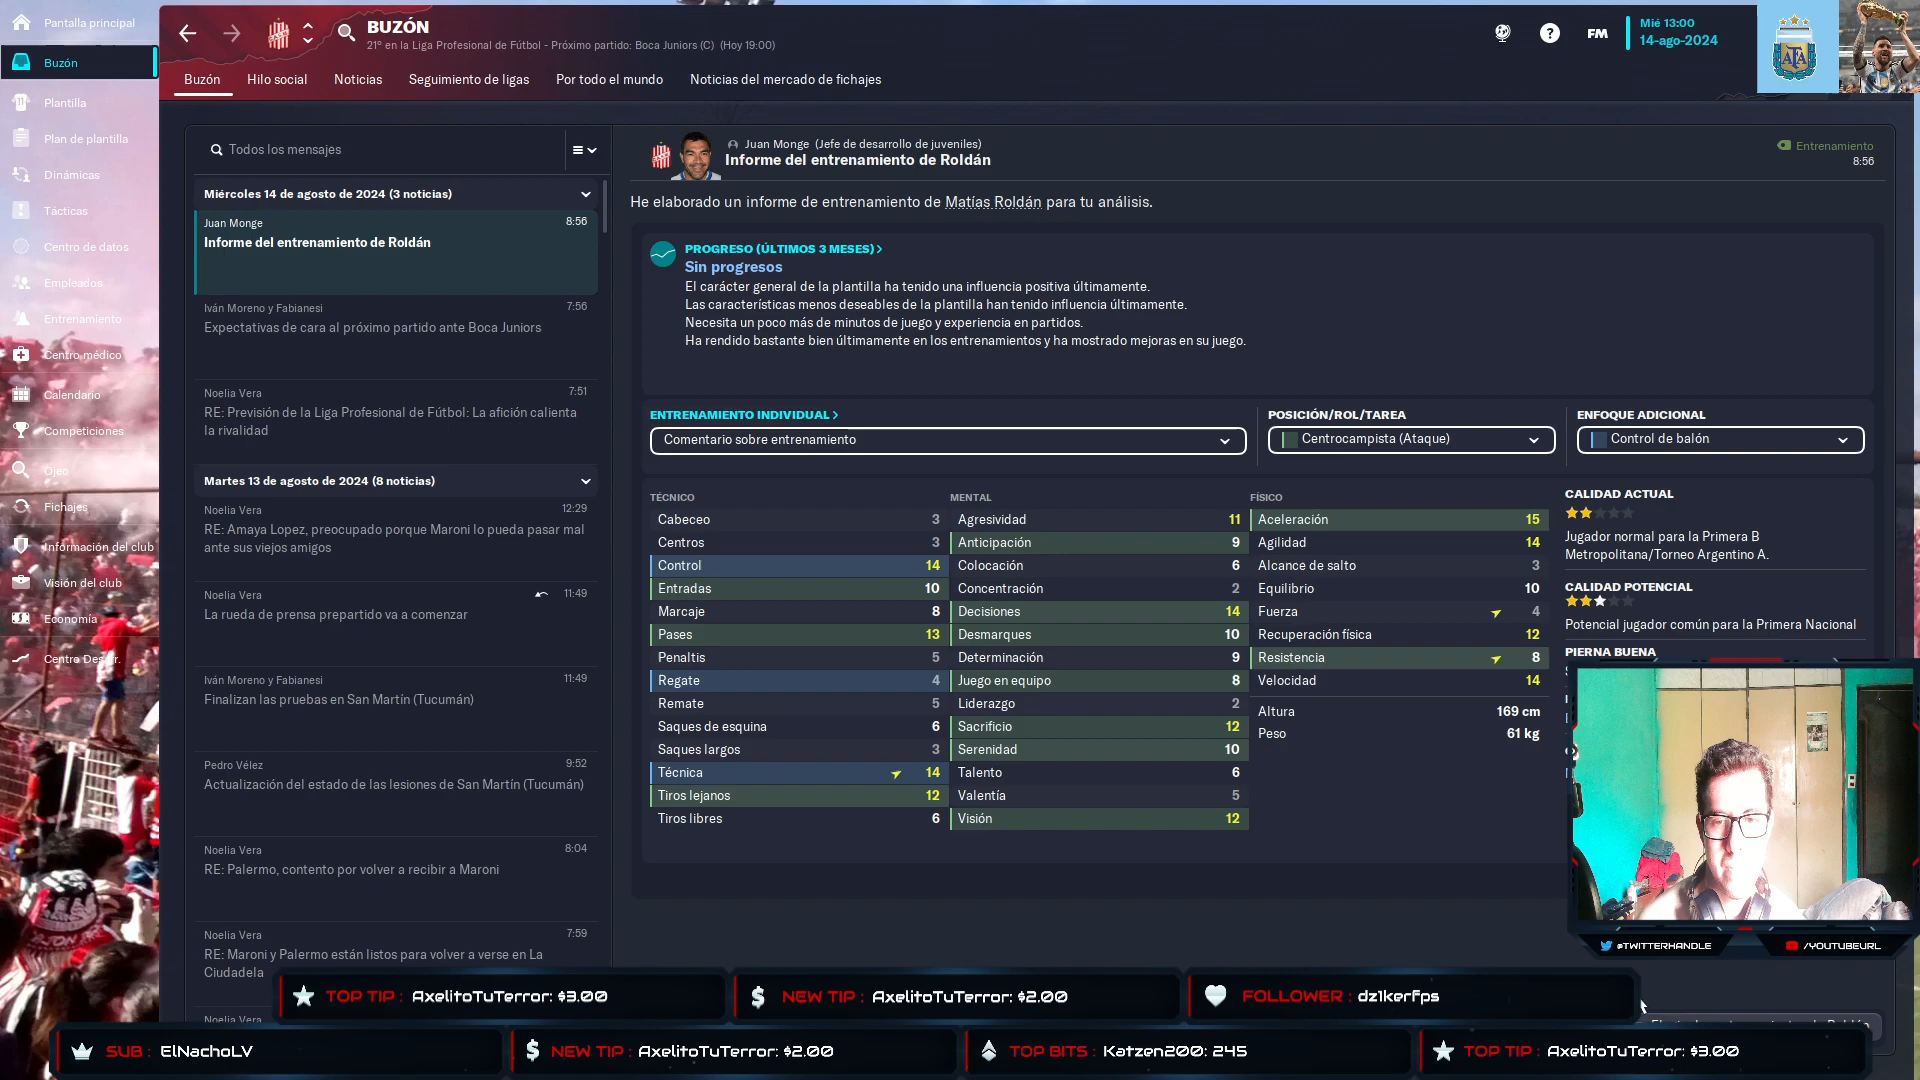 Pantalla principal
Buzón
Plantilla
Plan de plantilla
Dinámicas
Tácticas
Centro de datos
Empleados
Entrenamiento
Centro médico
Calendario
Competiciones
Ojeo
Fichajes
Información del club
Visión del club
Economía
BUZÓN
21º en la Liga Profesional de Fútbol - Próximo partido: Boca Juniors (C) (Hoy 19:00)
Buzón
Hilo social
Noticias
Seguimiento de ligas
Por todo el mundo
Noticias del mercado de fichajes
FM
Mié 13:00
14-ago-2024
Todos los mensajes
Miércoles 14 de agosto de 2024 (3 noticias)
Juan Monge 8:56
Informe del entrenamiento de Roldán
Iván Moreno y Fabianesi 7:56
Expectativas de cara al próximo partido ante Boca Juniors
Noelia Vera 7:51
RE: Previsión de la Liga Profesional de Fútbol: La afición calienta
la rivalidad
Martes 13 de agosto de 2024 (8 noticias)
Noelia Vera 12:29
RE: Amaya Lopez, preocupado porque Maroni lo pueda pasar mal
ante sus viejos amigos
Noelia Vera 11:49
La rueda de prensa prepartido va a comenzar
Iván Moreno y Fabianesi 11:49
Finalizan las pruebas en San Martín (Tucumán)
Pedro Vélez 9:52
Actualización del estado de las lesiones de San Martín (Tucumán)
Noelia Vera 8:04
RE: Palermo, contento por volver a recibir a Maroni
Noelia Vera 7:59
RE: Maroni y Palermo están listos para volver a verse en La
Ciudadela
Noelia Vera
Juan Monge (Jefe de desarrollo de juveniles)
Informe del entrenamiento de Roldán
Entrenamiento
8:56
He elaborado un informe de entrenamiento de Matías Roldán para tu análisis.
PROGRESO (ÚLTIMOS 3 MESES) >
Sin progresos
El carácter general de la plantilla ha tenido una influencia positiva últimamente.
Las características menos deseables de la plantilla han tenido influencia últimamente.
Necesita un poco más de minutos de juego y experiencia en partidos.
Ha rendido bastante bien últimamente en los entrenamientos y ha mostrado mejoras en su juego.
ENTRENAMIENTO INDIVIDUAL >
Comentario sobre entrenamiento
POSICIÓN/ROL/TAREA
Centrocampista (Ataque)
ENFOQUE ADICIONAL
Control de balón
TÉCNICO
Cabeceo 3
Centros 3
Control 14
Entradas 10
Marcaje 8
Pases 13
Penaltis 5
Regate 4
Remate 5
Saques de esquina 6
Saques largos 3
Técnica 14
Tiros lejanos 12
Tiros libres 6
MENTAL
Agresividad 11
Anticipación 9
Colocación 6
Concentración 2
Decisiones 14
Desmarques 10
Determinación 9
Juego en equipo 8
Liderazgo 2
Sacrificio 12
Serenidad 10
Talento 6
Valentía 5
Visión 12
FÍSICO
Aceleración 15
Agilidad 14
Alcance de salto 3
Equilibrio 10
Fuerza 4
Recuperación física 12
Resistencia 8
Velocidad 14
Altura 169 cm
Peso 61 kg
CALIDAD ACTUAL
Jugador normal para la Primera B
Metropolitana/Torneo Argentino A.
CALIDAD POTENCIAL
Potencial jugador común para la Primera Nacional
PIERNA BUENA
@TWITTERHANDLE
/YOUTUBEURL
TOP TIP : AxelitoTuTerror: $3.00
NEW TIP : AxelitoTuTerror: $2.00
FOLLOWER : dz1kerfps
SUB : ElNachoLV
NEW TIP : AxelitoTuTerror: $2.00
TOP BITS : Katzen200: 245
TOP TIP : AxelitoTuTerror: $3.00